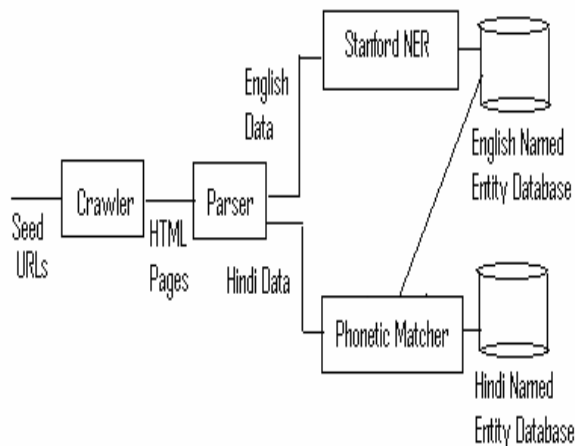 Stanford NER
English
Data
English Named
Entity Database
Crawler
Parser
Seed
URLs
HTML
Pages
Hindi Data
Phonetic Matcher
Hindi Named
Entity Database